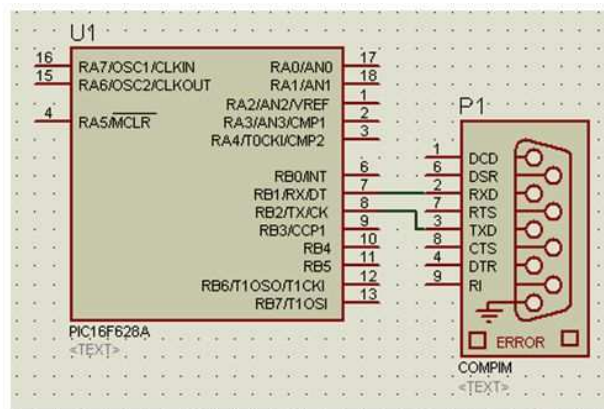 U1
16
15
4
RA7/OSC1/CLKIN
RA6/OSC2/CLKOUT
RA5/MCLR
RA0/AN0
RA1/AN1
RA2/AN2/VREF
RA3/AN3/CMP1
RA4/T0CKI/CMP2
RB0/INT
RB1/RX/DT
RB2/TX/CK
RB3/CCP1
RB4
RB5
RB6/T1OSO/T1CKI
RB7/T1OSI
17
18
1
2
3
6
7
8
9
10
11
12
13
PIC16F628A
<TEXT>
P1
1
6
2
7
3
8
4
9
DCD
DSR
RXD
RTS
TXD
CTS
DTR
RI
ERROR
COMPIM
<TEXT>